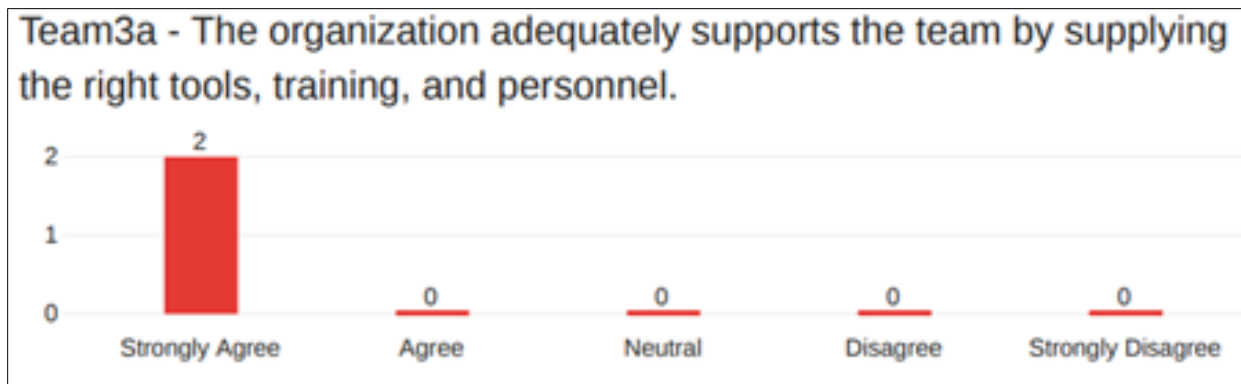 Team3a - The organization adequately supports the team by supplying
the right tools, training, and personnel.
2
2
1
0
0
0
0
0
Strongly Agree
Agree
Neutral
Disagree
Strongly Disagree